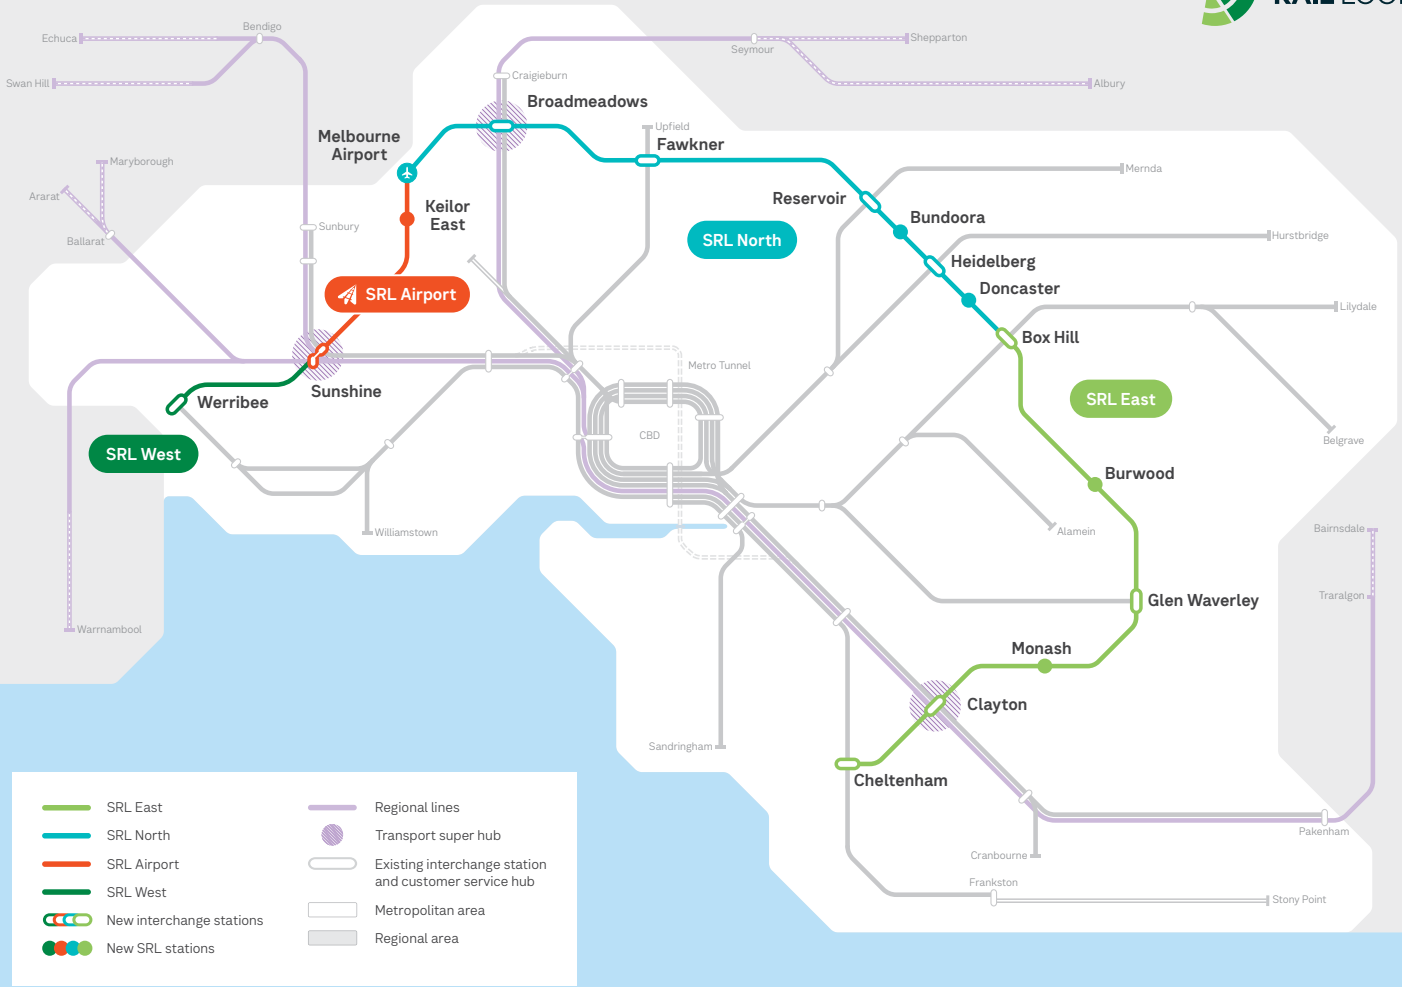 RAIL LOOP
Echuca
Bendigo
Swan Hill
Seymour
Shepparton
Albury
Craigieburn
Broadmeadows
Melbourne
Airport
Upfield
Fawkner
Maryborough
Ararat
Ballarat
Sunbury
Keilor
East
Mernda
Reservoir
Bundoora
Hurstbridge
SRL North
Heidelberg
Doncaster
SRL Airport
Lilydale
Box Hill
Metro Tunnel
Sunshine
Werribee
SRL East
CBD
Belgrave
SRL West
Burwood
Williamstown
Alamein
Bairnsdale
Traralgon
Glen Waverley
Warrnambool
Monash
Clayton
Sandringham
Cheltenham
Pakenham
Cranbourne
Frankston
Stony Point
SRL East
SRL North
SRL Airport
SRL West
New interchange stations
New SRL stations
Regional lines
Transport super hub
Existing interchange station
and customer service hub
Metropolitan area
Regional area